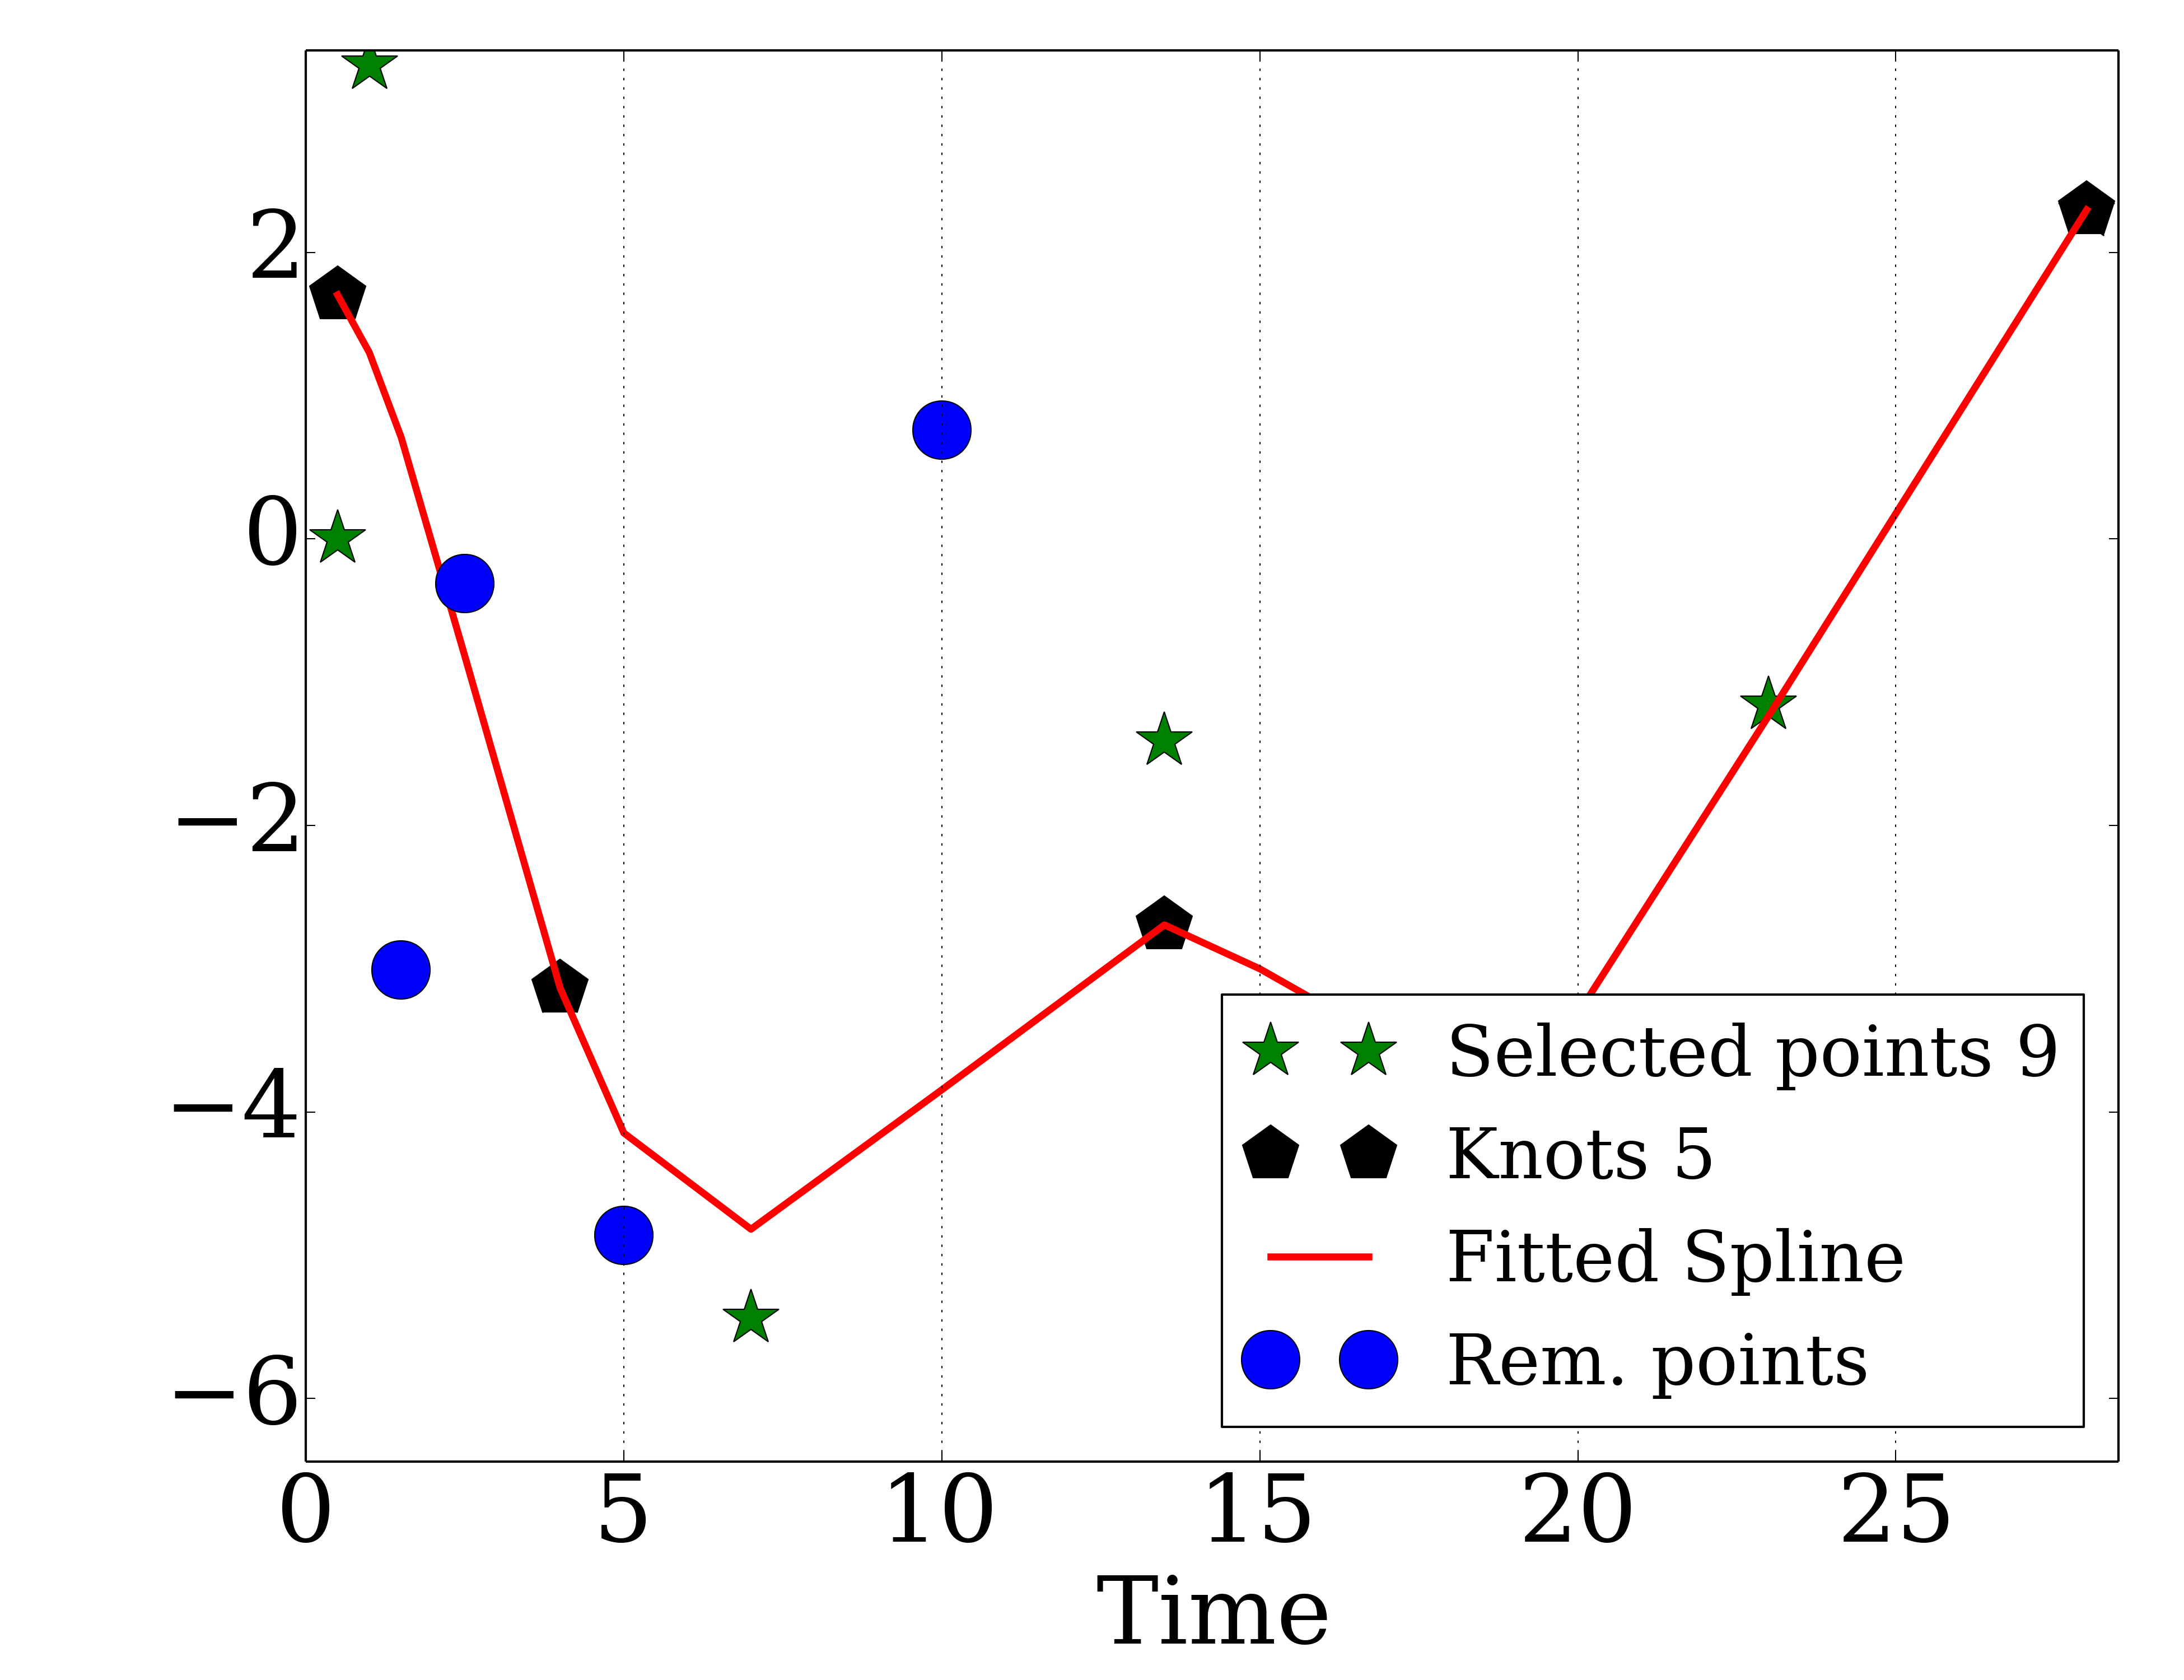 2
0
−2
−4
−6
Selected points 9
Knots 5
Fitted Spline
Rem. points
0 5 10 15 20 25
Time